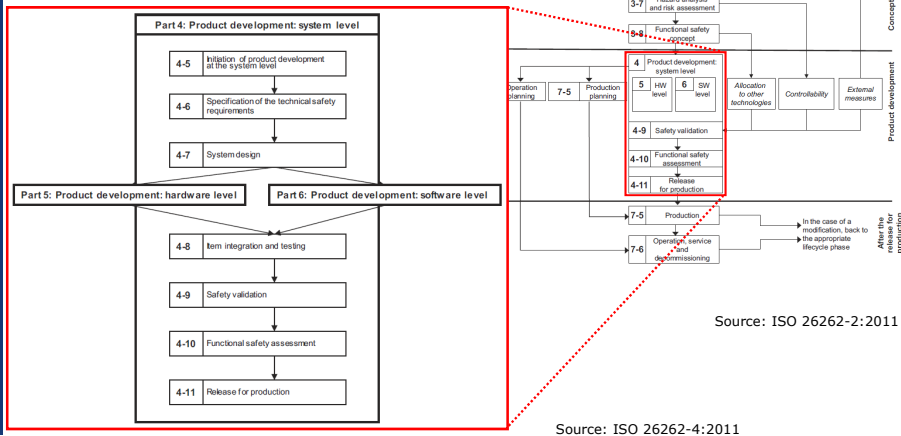 Part 4: Product development: system level
4-5 Initiation of product development
at the system level
4-6 Specification of the technical safety
requirements
4-7 System design
Part 5: Product development: hardware level
Part 6: Product development: software level
4-8 Item integration and testing
4-9 Safety validation
4-10 Functional safety assessment
4-11 Release for production
Source: ISO 26262-4:2011
3-7 Hazard analysis
and risk assessment
3-8 Functional safety
concept
Concept
4 Product development:
system level
5 HW
level
6 SW
level
Operation
planning
7-5 Production
planning
Allocation
to other
technologies
Controllability
External
measures
Product development
4-9 Safety validation
4-10 Functional safety
assessment
4-11 Release
for production
7-5 Production
7-6 Operation, service
and
decommissioning
In the case of a
modification, back to
the appropriate
lifecycle phase
After the
release for
production
Source: ISO 26262-2:2011